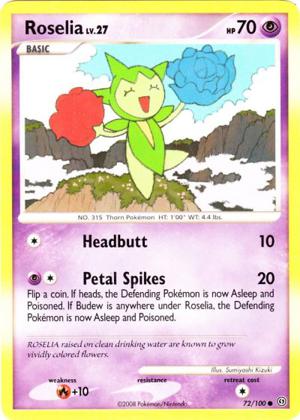 Roselia LV.27 HP 70
BASIC
NO. 315 Thorn Pokémon HT: 1'00" WT: 4.4 lbs.
Headbutt 10
Petal Spikes 20
Flip a coin. If heads, the Defending Pokémon is now Asleep and
Poisoned. If Budew is anywhere under Roselia, the Defending
Pokémon is now Asleep and Poisoned.
ROSELIA raised on clean drinking water are known to grow
vividly colored flowers.
Illus. Sumiyoshi Kizuki
weakness resistance retreat cost
+10
©2008 Pokémon/Nintendo 72/100